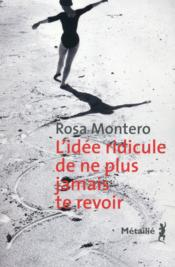 Rosa Montero
L'idée ridicule
de ne plus
jamais
te revoir
Métailié